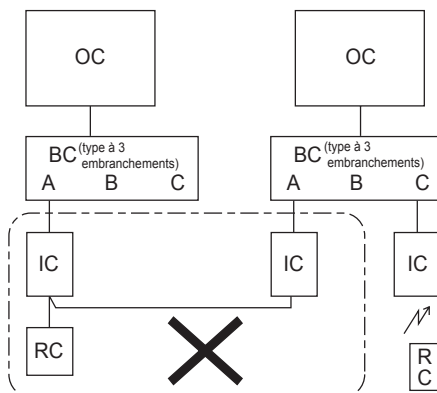 OC
OC
BC (type à 3
embranchements)
A B C
BC (type à 3
embranchements)
A B C
IC
IC
IC
RC
R
C